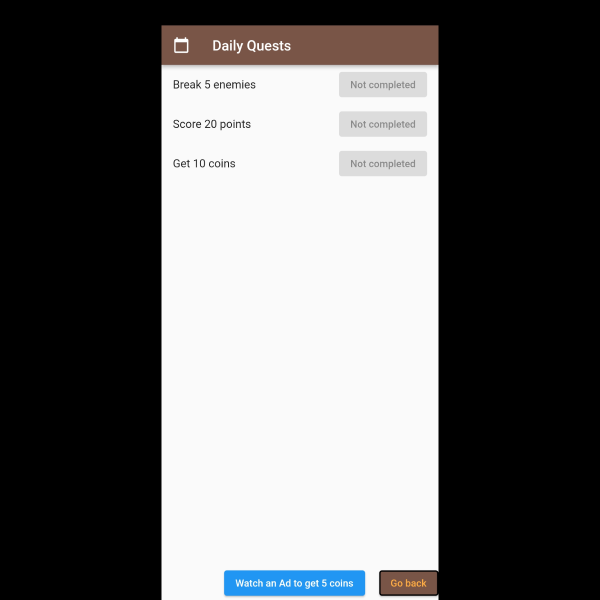 Daily Quests
Break 5 enemies Not completed
Score 20 points Not completed
Get 10 coins Not completed
Watch an Ad to get 5 coins Go back